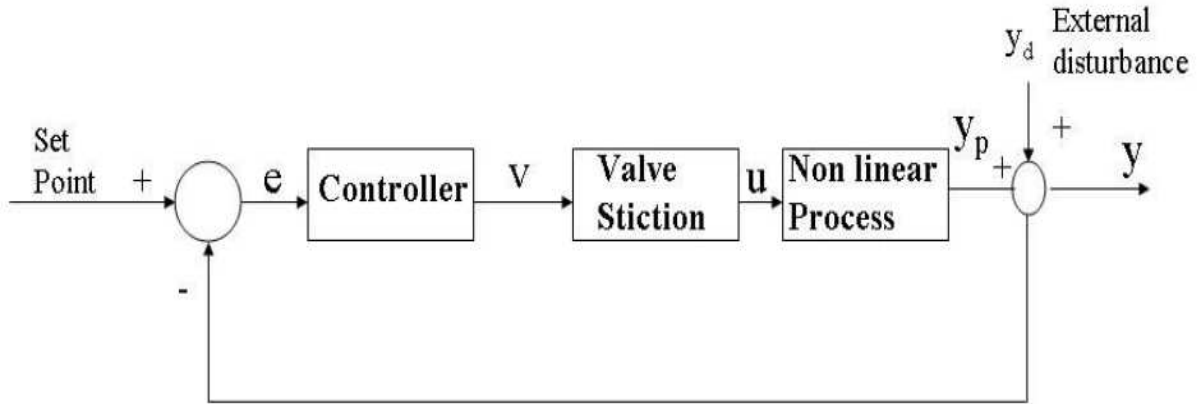 External
disturbance
y_d
Set
Point
+
e
Controller
v
Valve
Stiction
u
Non linear
Process
y_p
+
+
y
-